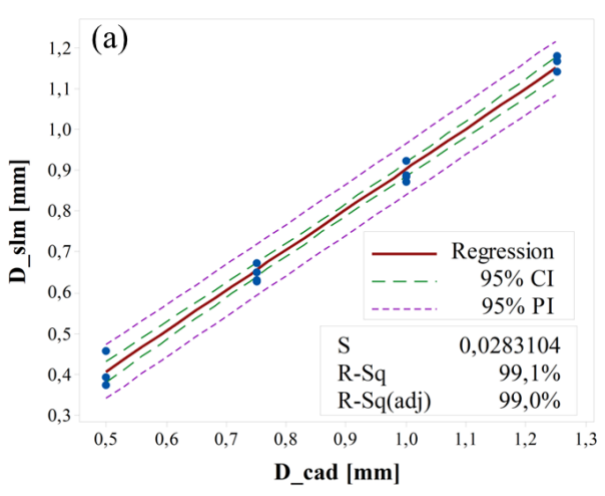 (a)
1,2
1,1
1,0
0,9
0,8
0,7
0,6
0,5
0,4
0,3
D_slm [mm]
Regression
95% CI
95% PI
S 0,0283104
R-Sq 99,1%
R-Sq(adj) 99,0%
0,5 0,6 0,7 0,8 0,9 1,0 1,1 1,2 1,3
D_cad [mm]